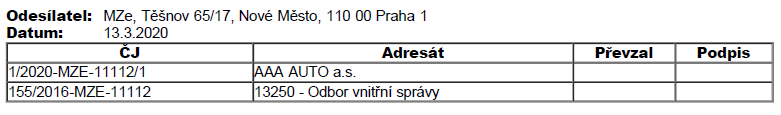 Odesílatel: MZe, Těšnov 65/17, Nové Město, 110 00 Praha 1
Datum: 13.3.2020
ČJ Adresát Převzal Podpis
1/2020-MZE-11112/1 AAA AUTO a.s.
155/2016-MZE-11112 13250 - Odbor vnitřní správy